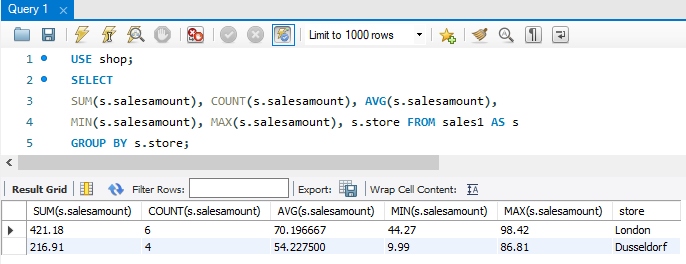 Query 1
Limit to 1000 rows
1 USE shop;
2 SELECT
3 SUM(s.salesamount), COUNT(s.salesamount), AVG(s.salesamount),
4 MIN(s.salesamount), MAX(s.salesamount), s.store FROM sales1 AS s
5 GROUP BY s.store;
Result Grid Filter Rows: Export: Wrap Cell Content: IA
SUM(s.salesamount) COUNT(s.salesamount) AVG(s.salesamount) MIN(s.salesamount) MAX(s.salesamount) store
421.18 6 70.196667 44.27 98.42 London
216.91 4 54.227500 9.99 86.81 Dusseldorf